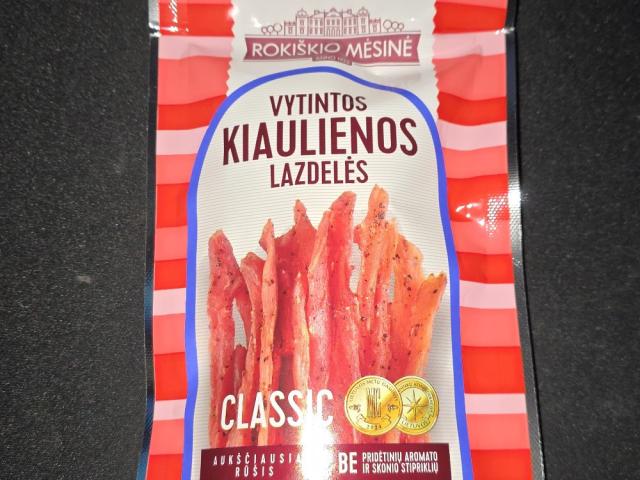 ROKIŠKIO MĖSINĖ
VYTINTOS
KIAULIENOS
LAZDELĖS
CLASSIC
AUKŠČIAUSIA
RŪŠIS
BE PRIDĖTINIŲ AROMATO
IR SKONIO STIPRIKLIŲ